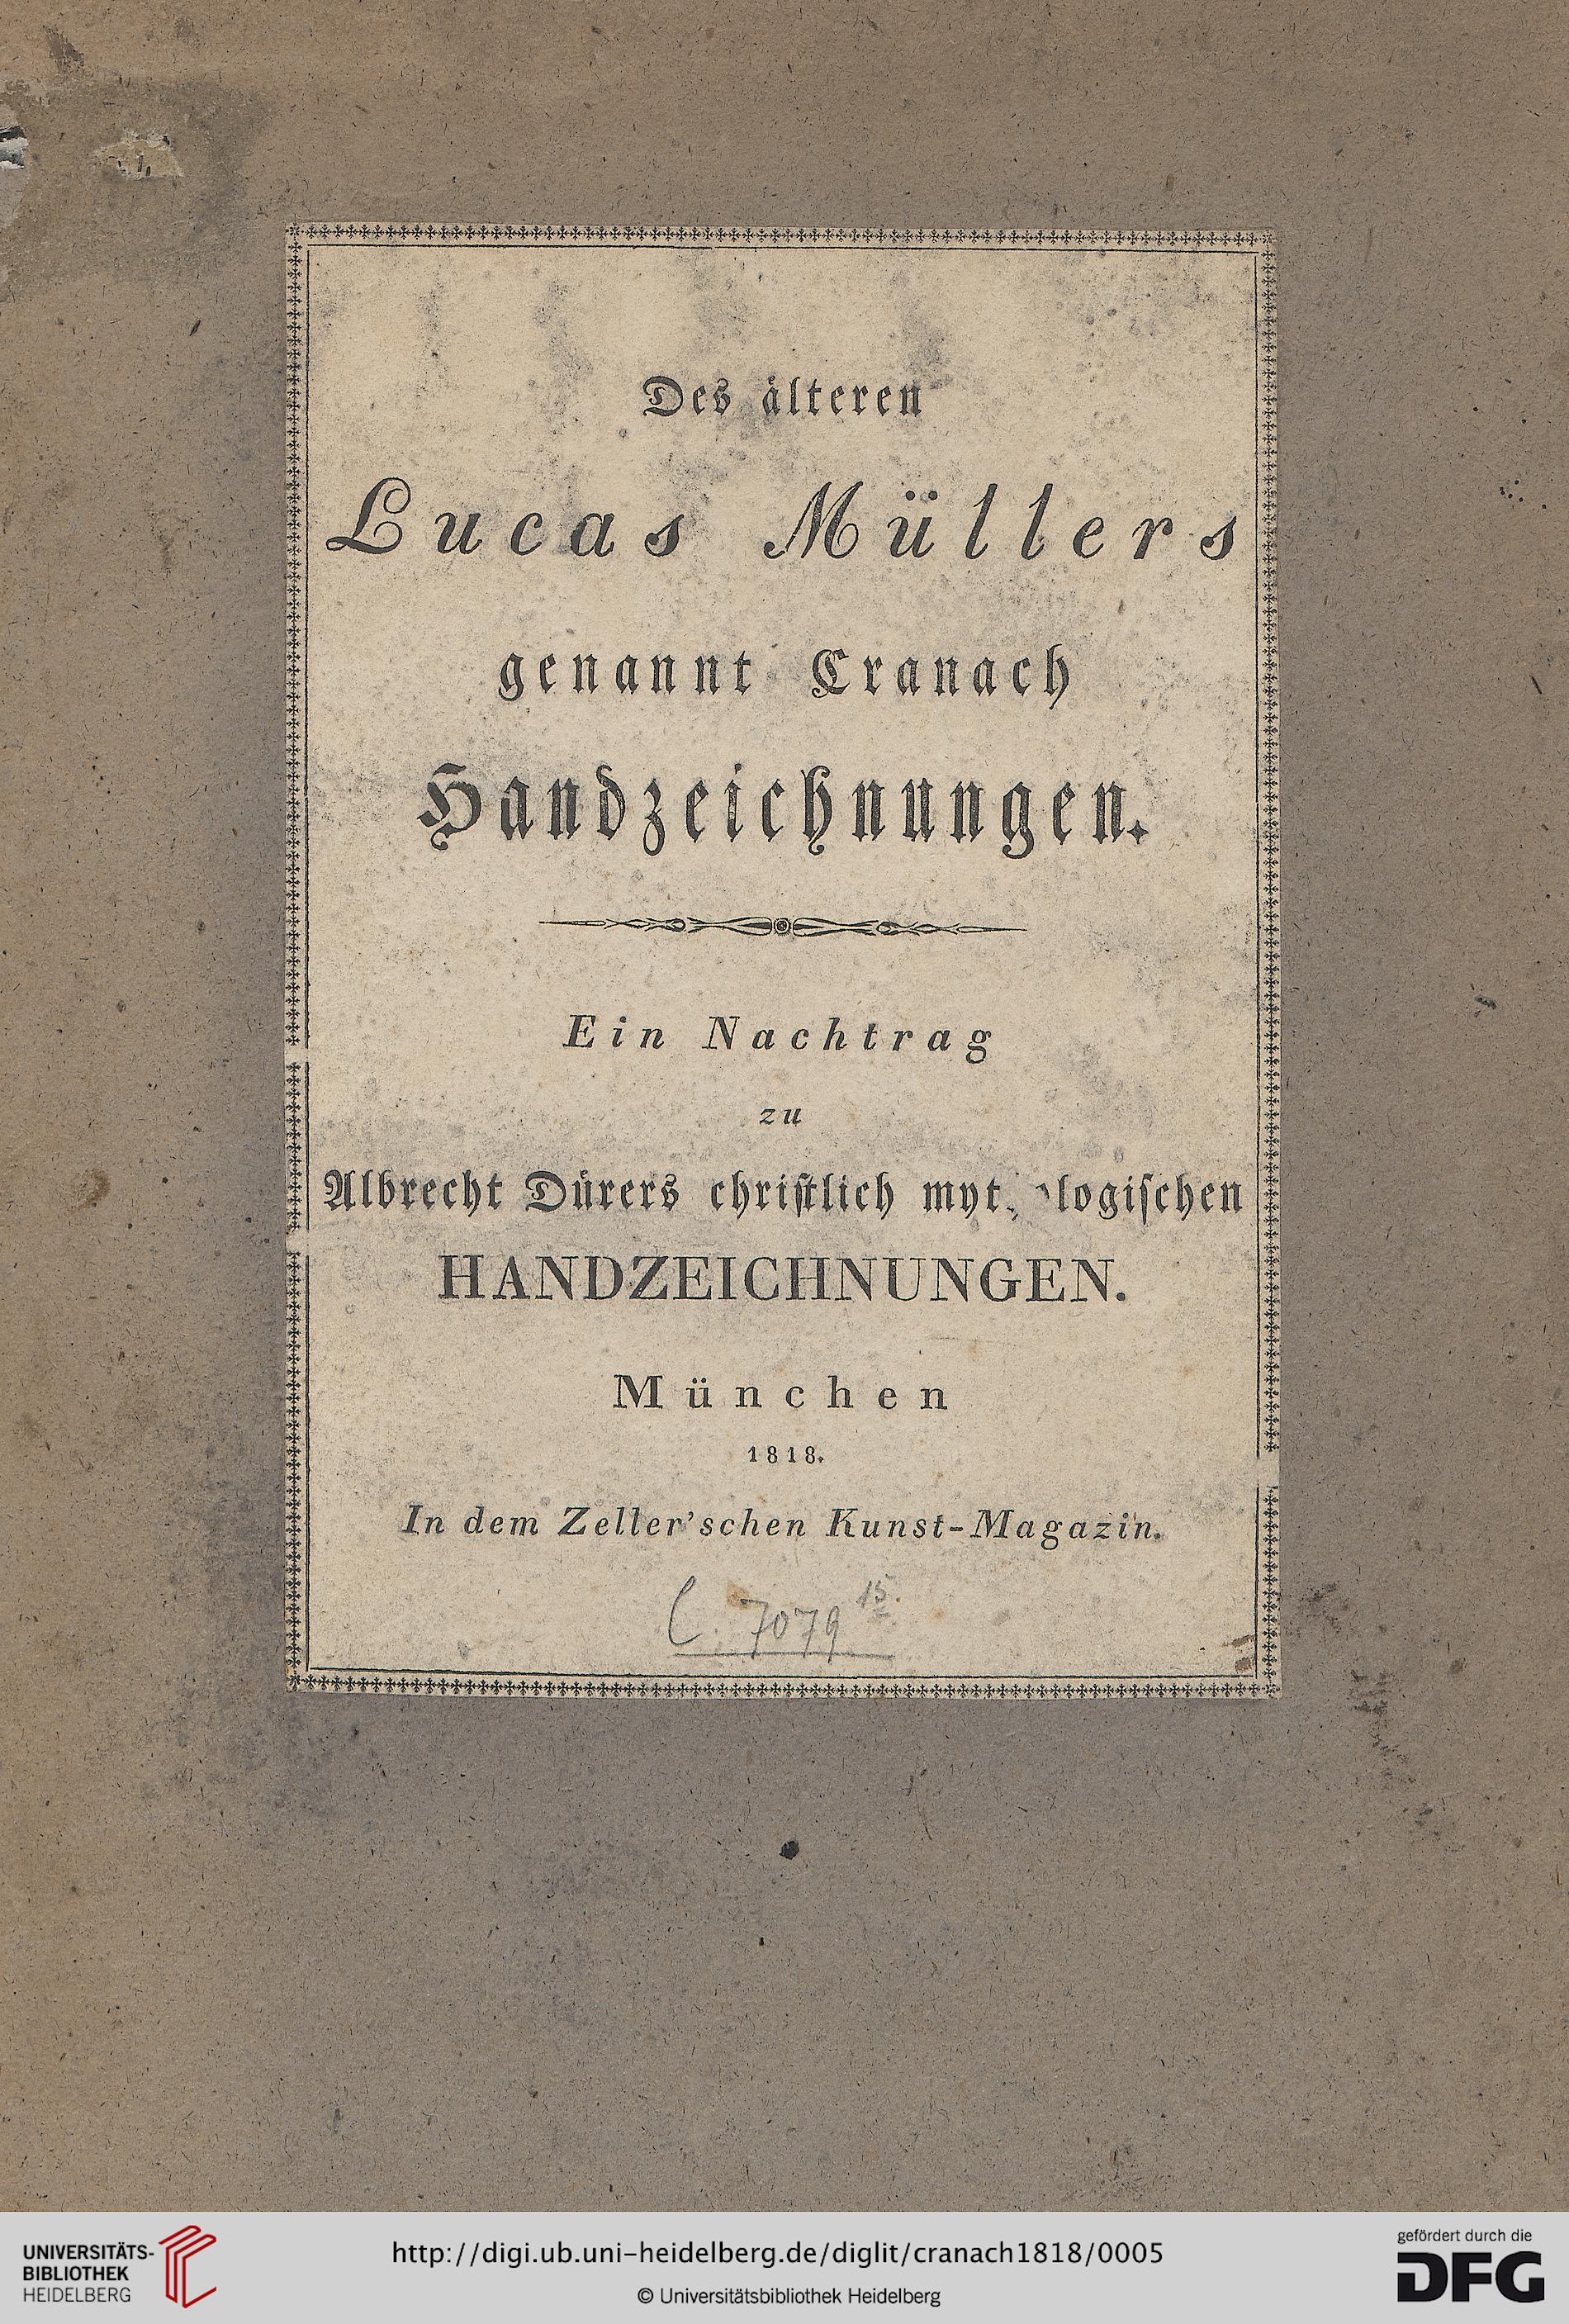 Des älteren
Lucas Müllers
genannt Cranach
Handzeichnungen.
Ein Nachtrag
zu
Albrecht Dürers christlich
HANDZEICHNUNGEN.
München
1818.
In dem Zeller'schen Kunst-Magazin.
C. 7079 15.
UNIVERSITÄTS-
BIBLIOTHEK
HEIDELBERG
http://digi.ub.uni-heidelberg.de/diglit/cranach1818/0005
© Universitätsbibliothek Heidelberg
gefördert durch die
DFG